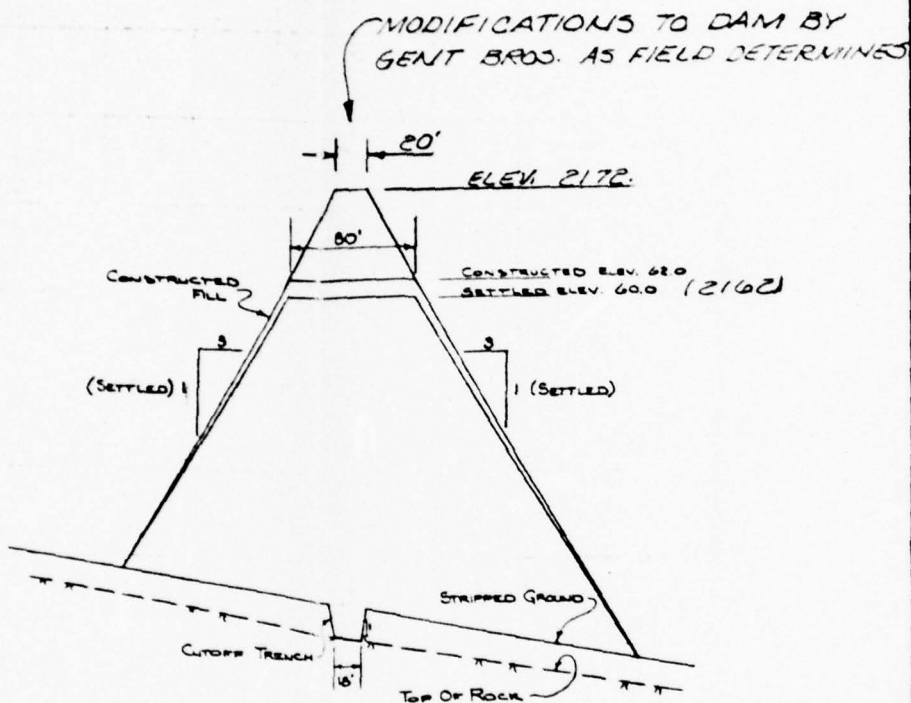 MODIFICATIONS TO DAM BY
GENT BROS. AS FIELD DETERMINES
20'
ELEV. 2172.
80'
CONSTRUCTED ELEV. 62.0
SETTLED ELEV. 60.0 (2162)
CONSTRUCTED
FILL
3
(SETTLED) 1
3
1 (SETTLED)
STRIPPED GROUND
CUTOFF TRENCH
18'
TOP OF ROCK